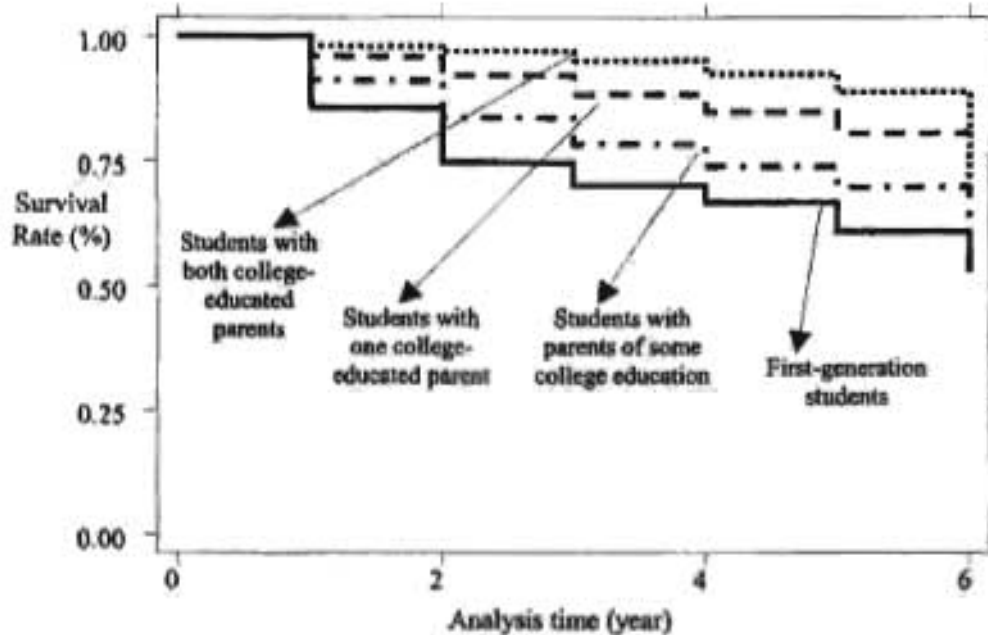 1.00
0.75
Survival
Rate (%)
0.50
0.25
0.00
Students with
both college-
educated
parents
Students with
one college-
educated parent
Students with
parents of some
college education
First-generation
students
0
2
4
6
Analysis time (year)